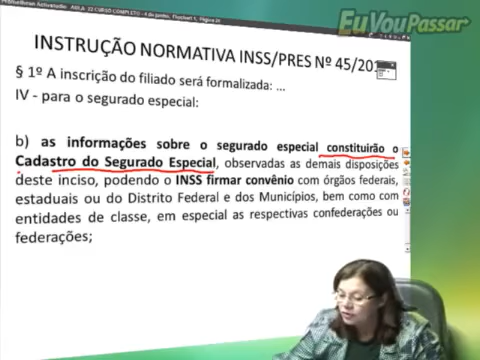 EuVouPassar
INSTRUÇÃO NORMATIVA INSS/PRES Nº 45/201
§ 1º A inscrição do filiado será formalizada: ...
IV - para o segurado especial:
b) as informações sobre o segurado especial constituirão o
Cadastro do Segurado Especial, observadas as demais disposições
deste inciso, podendo o INSS firmar convênio com órgãos federais,
estaduais ou do Distrito Federal e dos Municípios, bem como com
entidades de classe, em especial as respectivas confederações ou
federações;